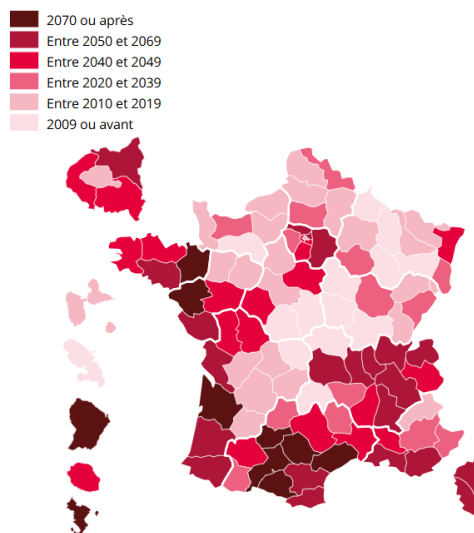 2070 ou après
Entre 2050 et 2069
Entre 2040 et 2049
Entre 2020 et 2039
Entre 2010 et 2019
2009 ou avant